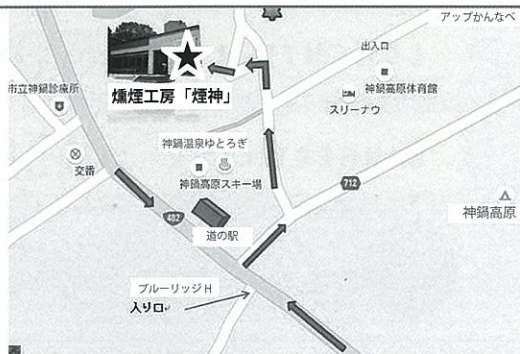 アップかんなべ
出入口
神鍋高原体育館
スリーナウ
市立神鍋診療所
燻煙工房「煙神」
交番
神鍋温泉ゆとろぎ
神鍋高原スキー場
712
神鍋高原
482
道の駅
ブルーリッジH
入り口